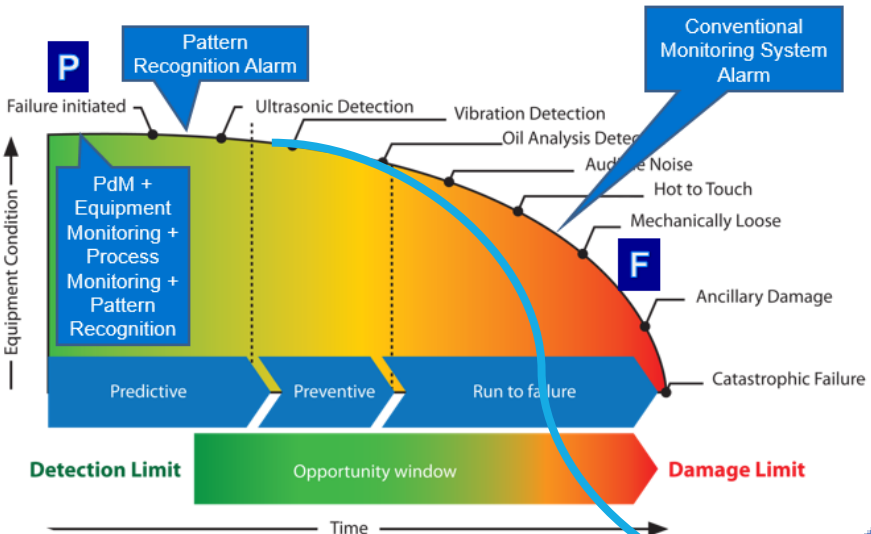 P
Pattern
Recognition Alarm
Conventional
Monitoring System
Alarm
Failure initiated
Ultrasonic Detection
Vibration Detection
Oil Analysis
Noise
Hot to Touch
Mechanically Loose
F
Ancillary Damage
Catastrophic Failure
Equipment Condition
PdM +
Equipment
Monitoring +
Process
Monitoring +
Pattern
Recognition
Predictive
Preventive
Run to failure
Detection Limit
Opportunity window
Damage Limit
Time